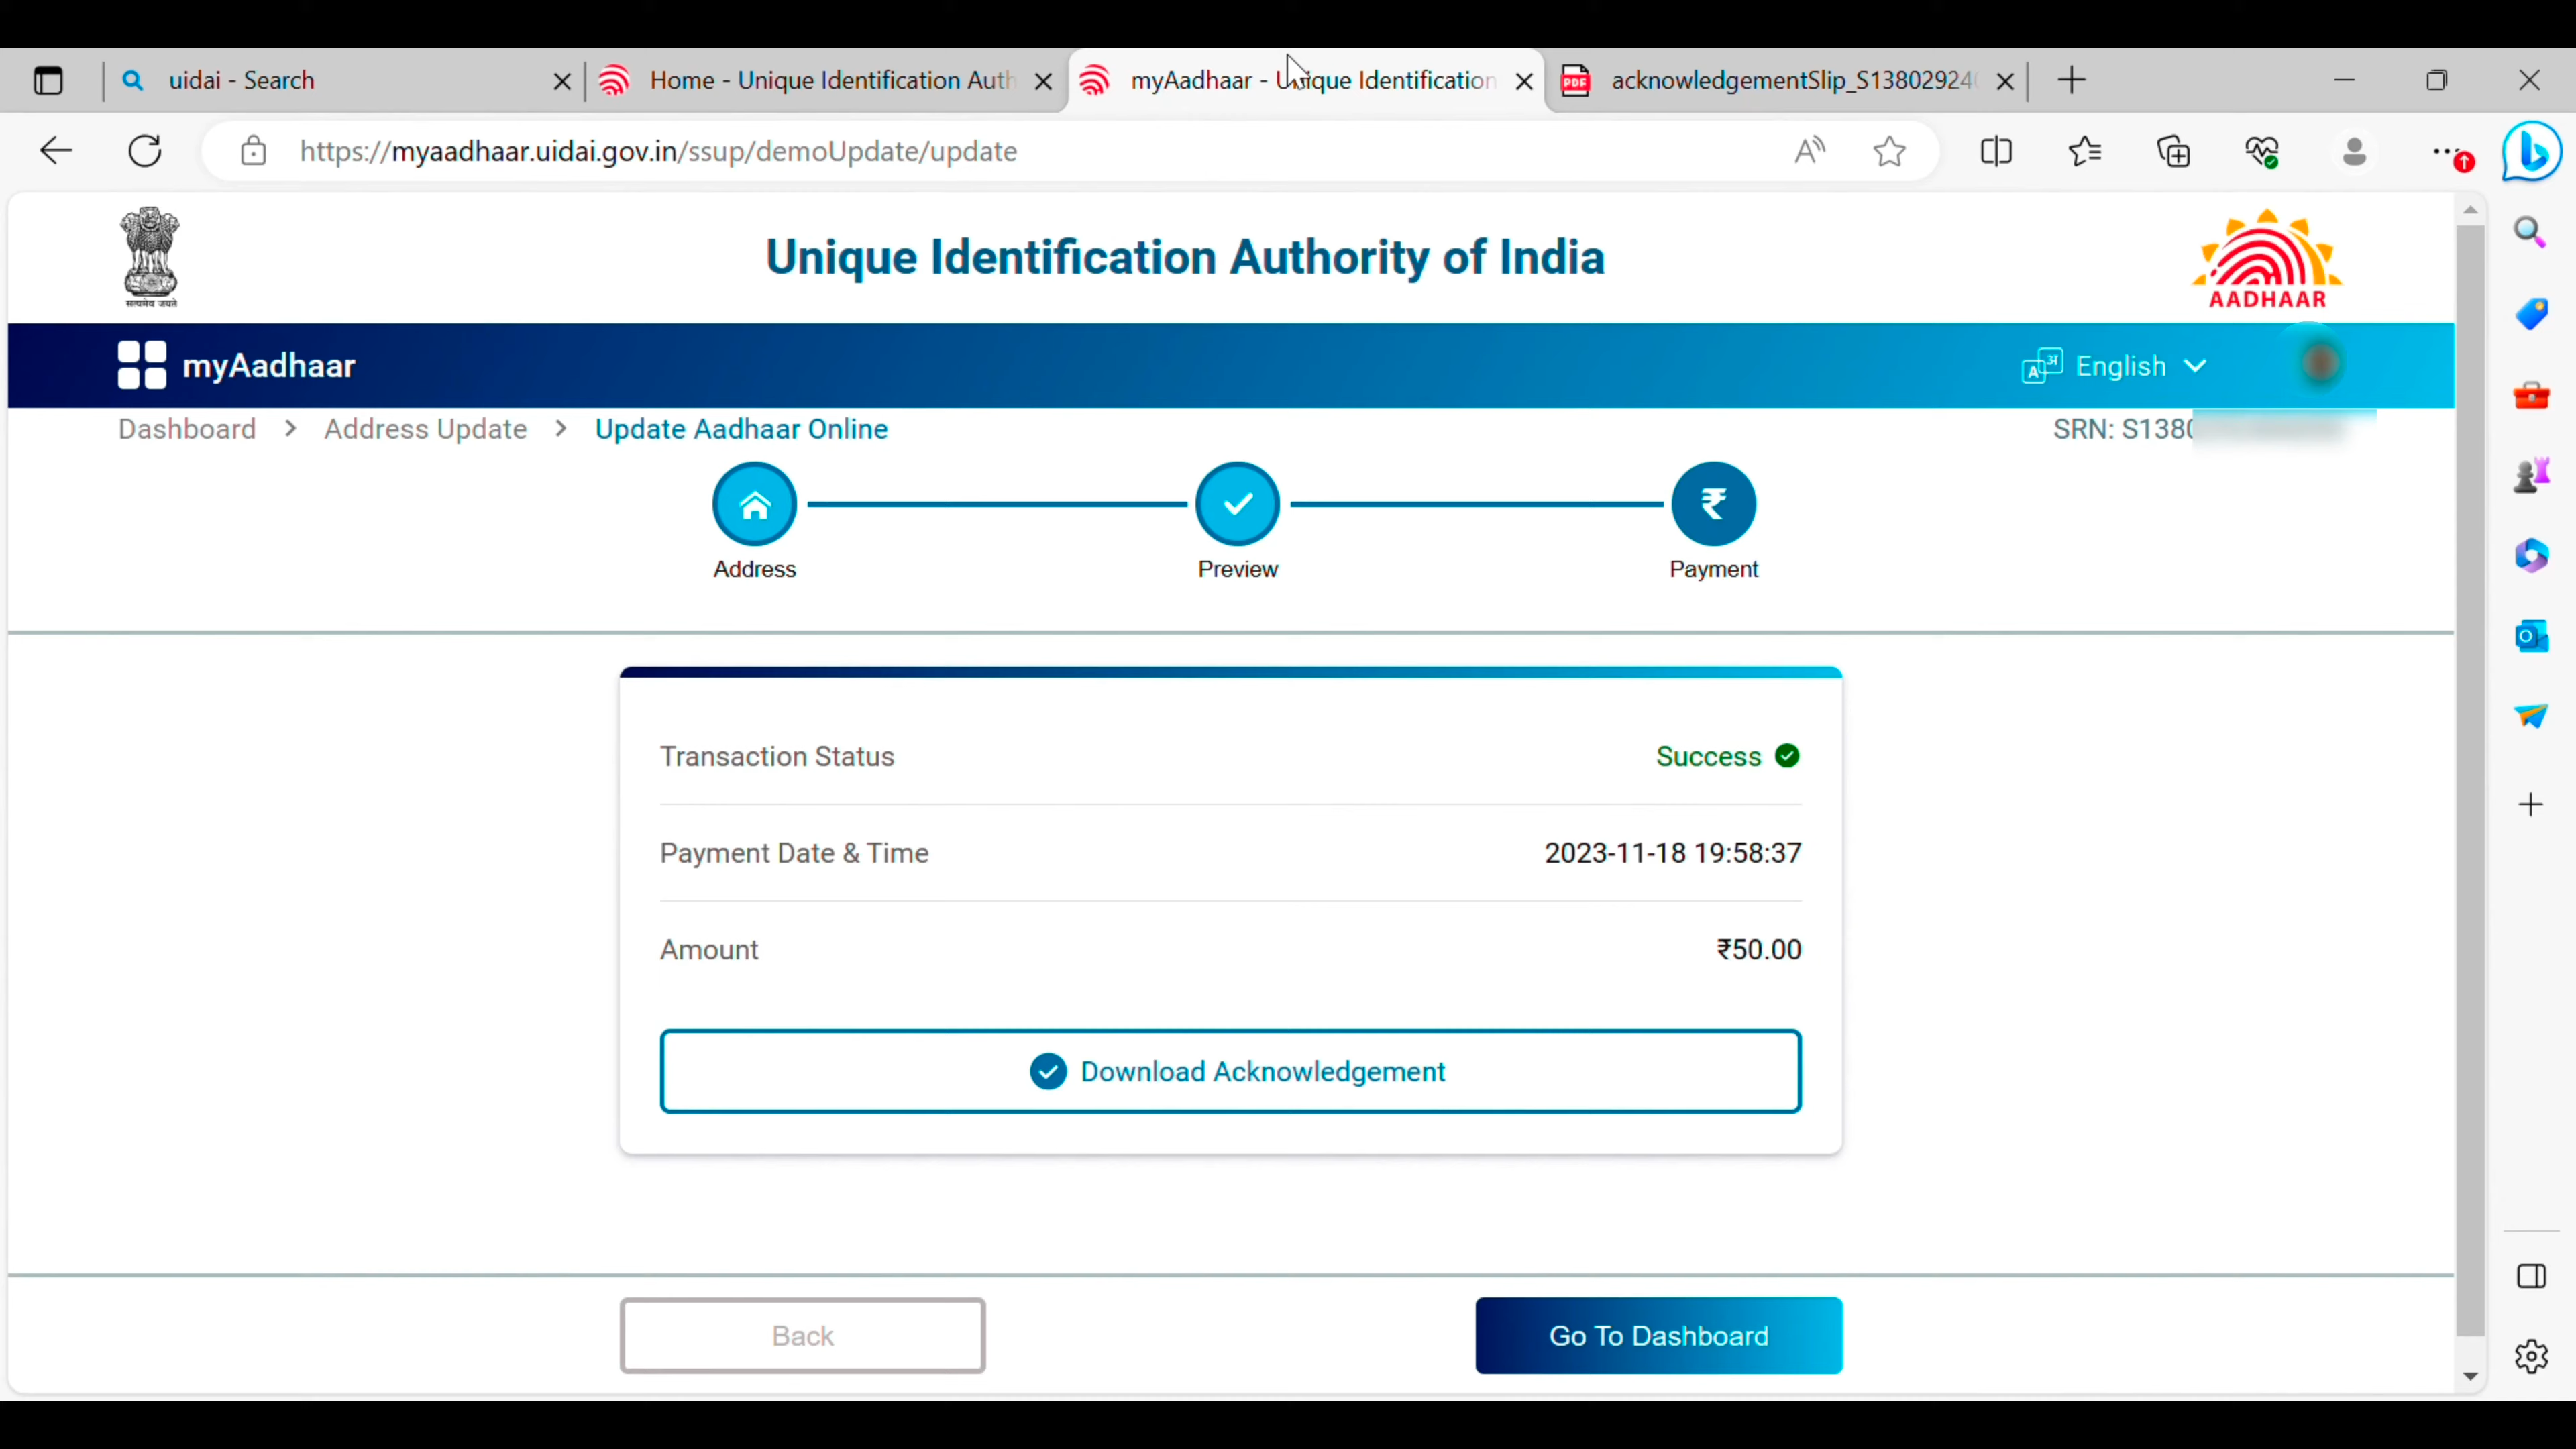 uidai - Search
Home - Unique Identification Auth
myAadhaar - Unique Identification
acknowledgementSlip_S13802924
https://myaadhaar.uidai.gov.in/ssup/demoUpdate/update
सत्यमेव जयते
Unique Identification Authority of India
AADHAAR
myAadhaar
English
Dashboard > Address Update > Update Aadhaar Online
SRN: S138
Address
Preview
Payment
Transaction Status
Success
Payment Date & Time
2023-11-18 19:58:37
Amount
₹50.00
Download Acknowledgement
Back
Go To Dashboard